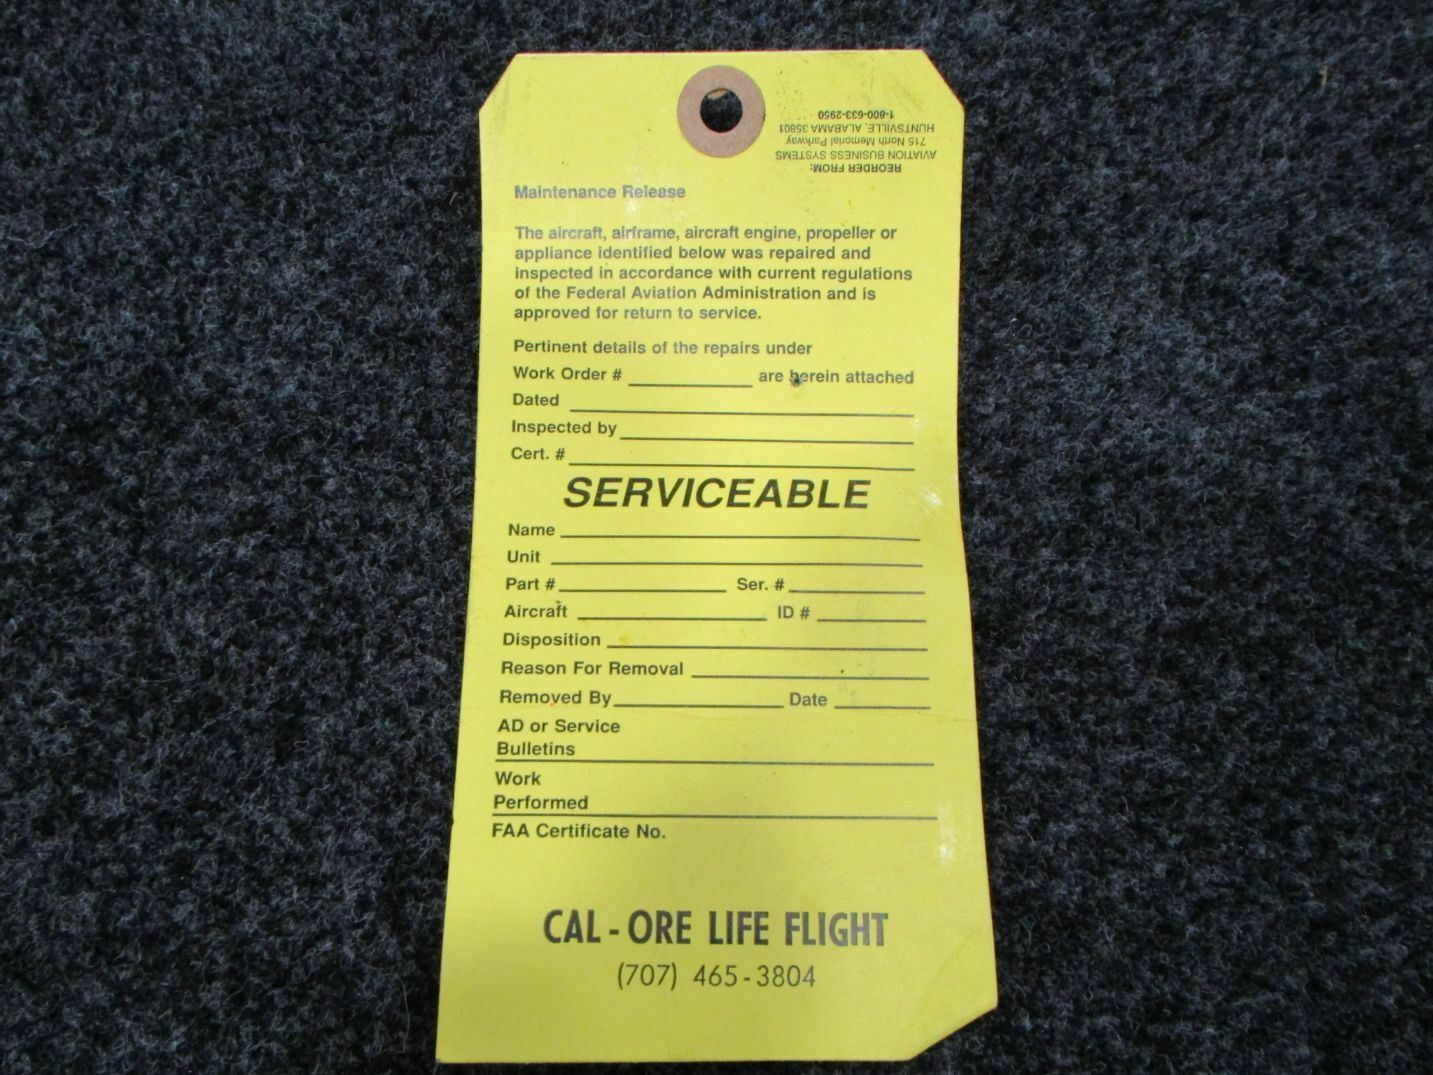 REORDER FROM:
AVIATION BUSINESS SYSTEMS
715 North Memorial Parkway
HUNTSVILLE, ALABAMA 35801
1-800-633-2950
Maintenance Release
The aircraft, airframe, aircraft engine, propeller or
appliance identified below was repaired and
inspected in accordance with current regulations
of the Federal Aviation Administration and is
approved for return to service.
Pertinent details of the repairs under
Work Order # are herein attached
Dated
Inspected by
Cert. #
SERVICEABLE
Name
Unit
Part # Ser. #
Aircraft ID #
Disposition
Reason For Removal
Removed By Date
AD or Service
Bulletins
Work
Performed
FAA Certificate No.
CAL-ORE LIFE FLIGHT
(707) 465-3804